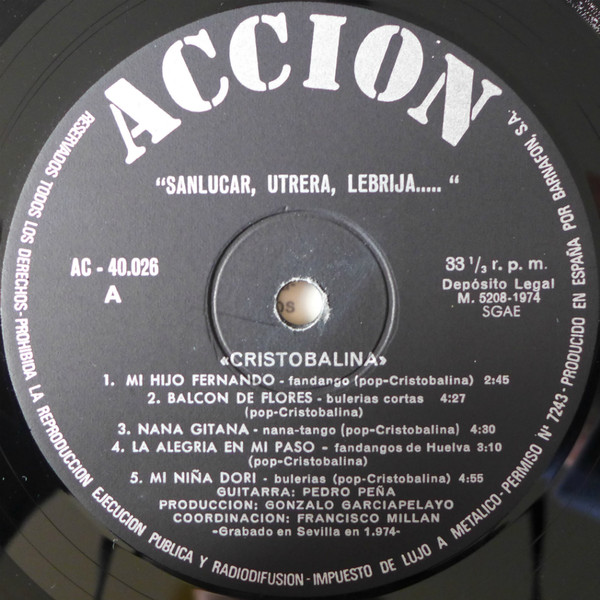 ACCION
"SANLUCAR, UTRERA, LEBRIJA..... "
AC - 40.026
A
33 1/3 r. p. m.
Depósito Legal
M. 5208-1974
SGAE
«CRISTOBALINA»
1. MI HIJO FERNANDO - fandango (pop-Cristobalina) 2:45
2. BALCON DE FLORES - bulerias cortas 4:27
(pop-Cristobalina)
3. NANA GITANA - nana-tango (pop-Cristobalina) 4:30
4. LA ALEGRIA EN MI PASO - fandangos de Huelva 3:10
(pop-Cristobalina)
5. MI NIÑA DORI - bulerias (pop-Cristobalina) 4:55
GUITARRA: PEDRO PEÑA
PRODUCCION: GONZALO GARCIAPELAYO
COORDINACION: FRANCISCO MILLAN
-Grabado en Sevilla en 1.974-
RESERVADOS TODOS LOS DERECHOS - PROHIBIDA LA REPRODUCCION EJECUCION PUBLICA Y RADIODIFUSION - IMPUESTO DE LUJO A METALICO - PERMISO Nº 7243 - PRODUCIDO EN ESPAÑA POR BARNAFON, S.A.